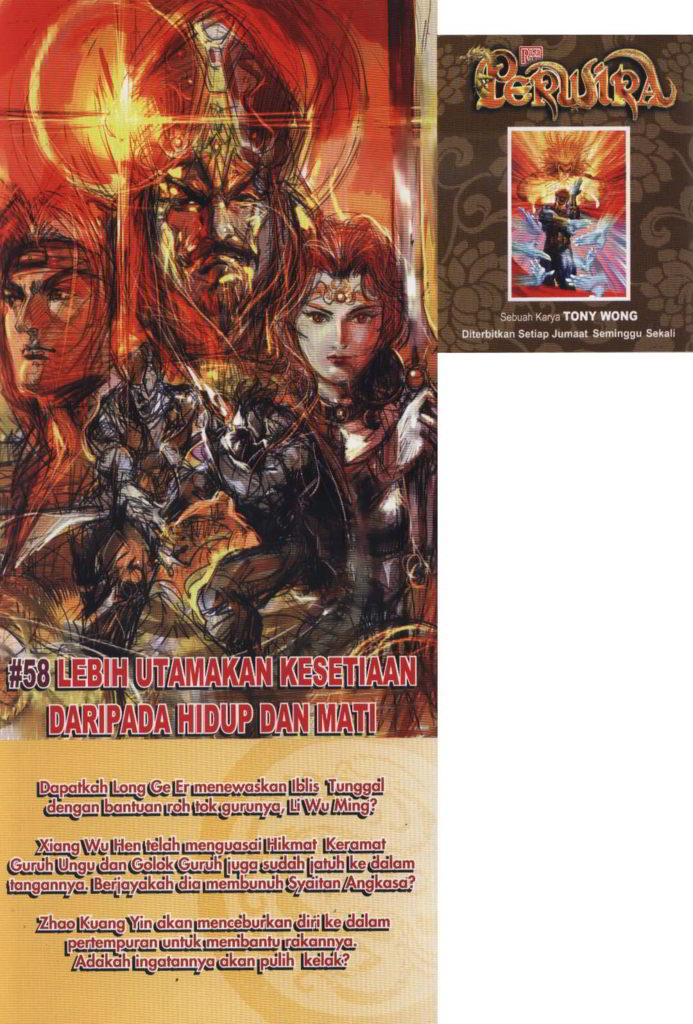 PERWIRA
Sebuah Karya TONY WONG
Diterbitkan Setiap Jumaat Seminggu Sekali
#58 LEBIH UTAMAKAN KESETIAAN
DARIPADA HIDUP DAN MATI
Dapatkah Long Ge Er menewaskan Iblis Tunggal
dengan bantuan roh tok gurunya, Li Wu Ming?
Xiang Wu Hen telah menguasai Hikmat Keramat
Guruh Ungu dan Golok Guruh juga sudah jatuh ke dalam
tangannya. Berjayakah dia membunuh Syaitan Angkasa?
Zhao Kuang Yin akan menceburkan diri ke dalam
pertempuran untuk membantu rakannya.
Adakah ingatannya akan pulih kelak?